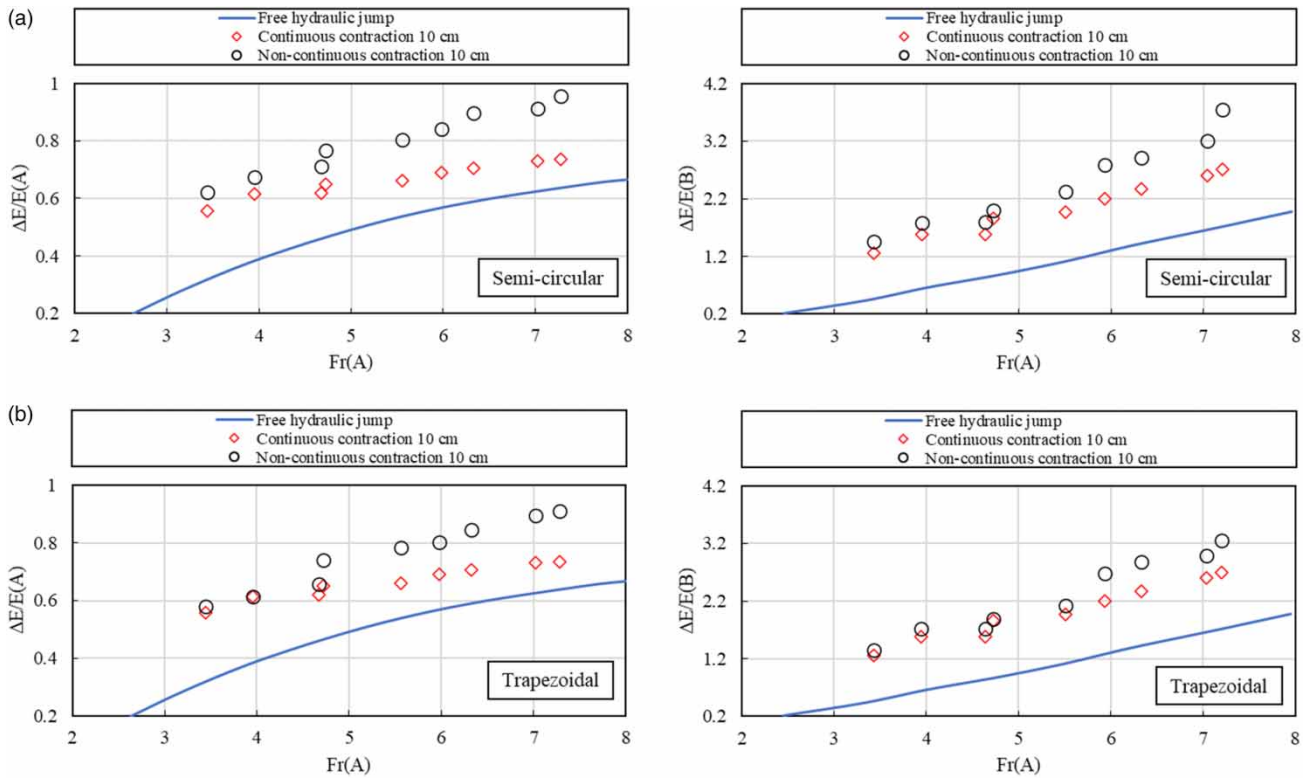 (a)
Free hydraulic jump
Continuous contraction 10 cm
Non-continuous contraction 10 cm
1
0.8
0.6
0.4
0.2
ΔE/E(A)
Semi-circular
2 3 4 5 6 7 8
Fr(A)
Free hydraulic jump
Continuous contraction 10 cm
Non-continuous contraction 10 cm
4.2
3.2
2.2
1.2
0.2
ΔE/E(B)
Semi-circular
2 3 4 5 6 7 8
Fr(A)
(b)
Free hydraulic jump
Continuous contraction 10 cm
Non-continuous contraction 10 cm
1
0.8
0.6
0.4
0.2
ΔE/E(A)
Trapezoidal
2 3 4 5 6 7 8
Fr(A)
Free hydraulic jump
Continuous contraction 10 cm
Non-continuous contraction 10 cm
4.2
3.2
2.2
1.2
0.2
ΔE/E(B)
Trapezoidal
2 3 4 5 6 7 8
Fr(A)